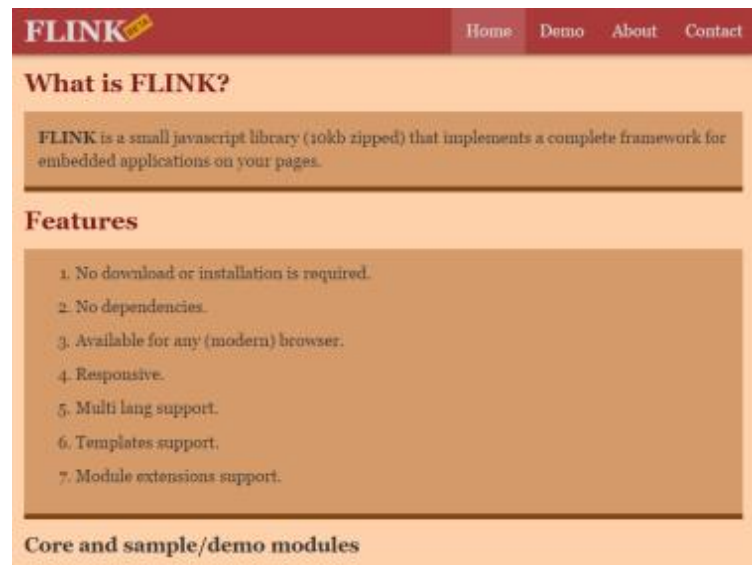 FLINK BETA
Home Demo About Contact
What is FLINK?
FLINK is a small javascript library (10kb zipped) that implements a complete framework for
embedded applications on your pages.
Features
1. No download or installation is required.
2. No dependencies.
3. Available for any (modern) browser.
4. Responsive.
5. Multi lang support.
6. Templates support.
7. Module extensions support.
Core and sample/demo modules